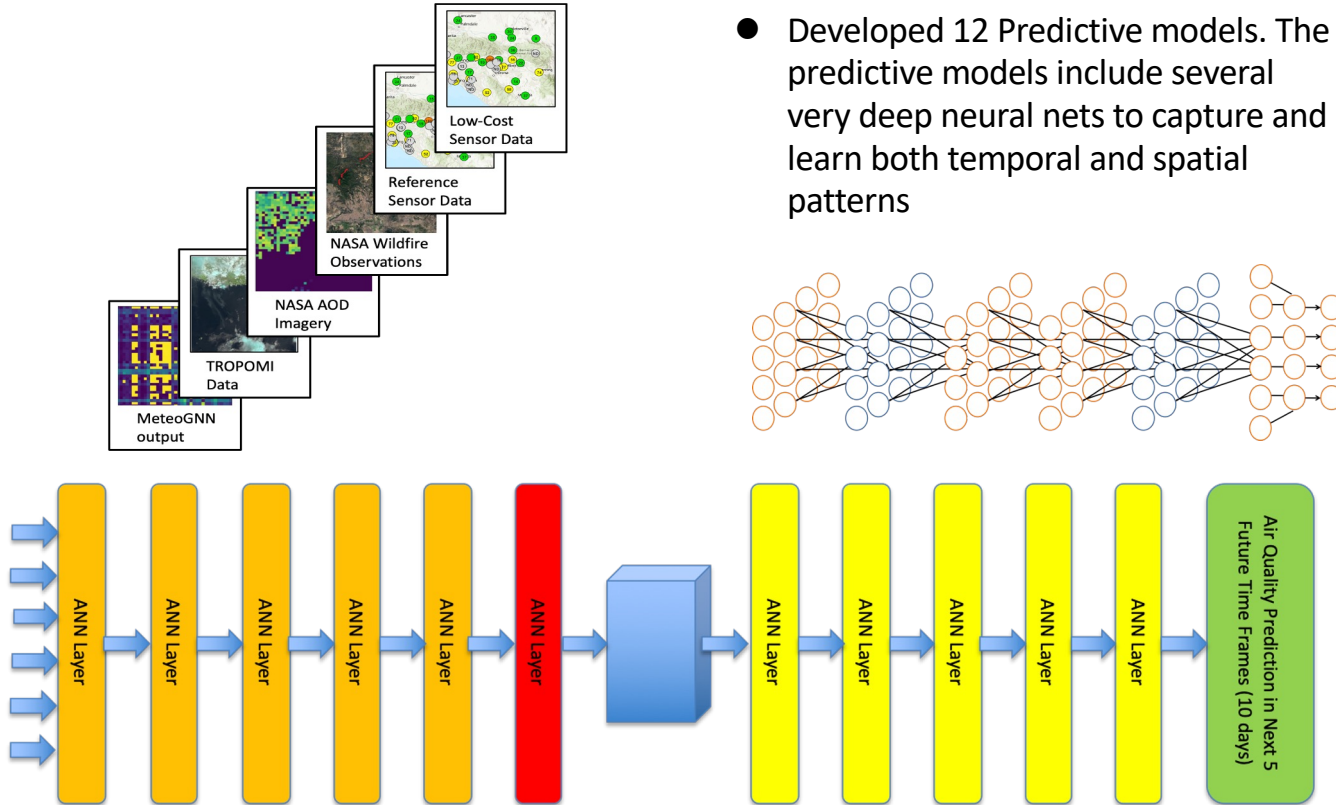 ● Developed 12 Predictive models. The
predictive models include several
very deep neural nets to capture and
learn both temporal and spatial
patterns
Low-Cost
Sensor Data
Reference
Sensor Data
NASA Wildfire
Observations
NASA AOD
Imagery
TROPOMI
Data
MeteoGNN
output
ANN Layer
ANN Layer
ANN Layer
ANN Layer
ANN Layer
ANN Layer
ANN Layer
ANN Layer
ANN Layer
ANN Layer
ANN Layer
Air Quality Prediction in Next 5
Future Time Frames (10 days)